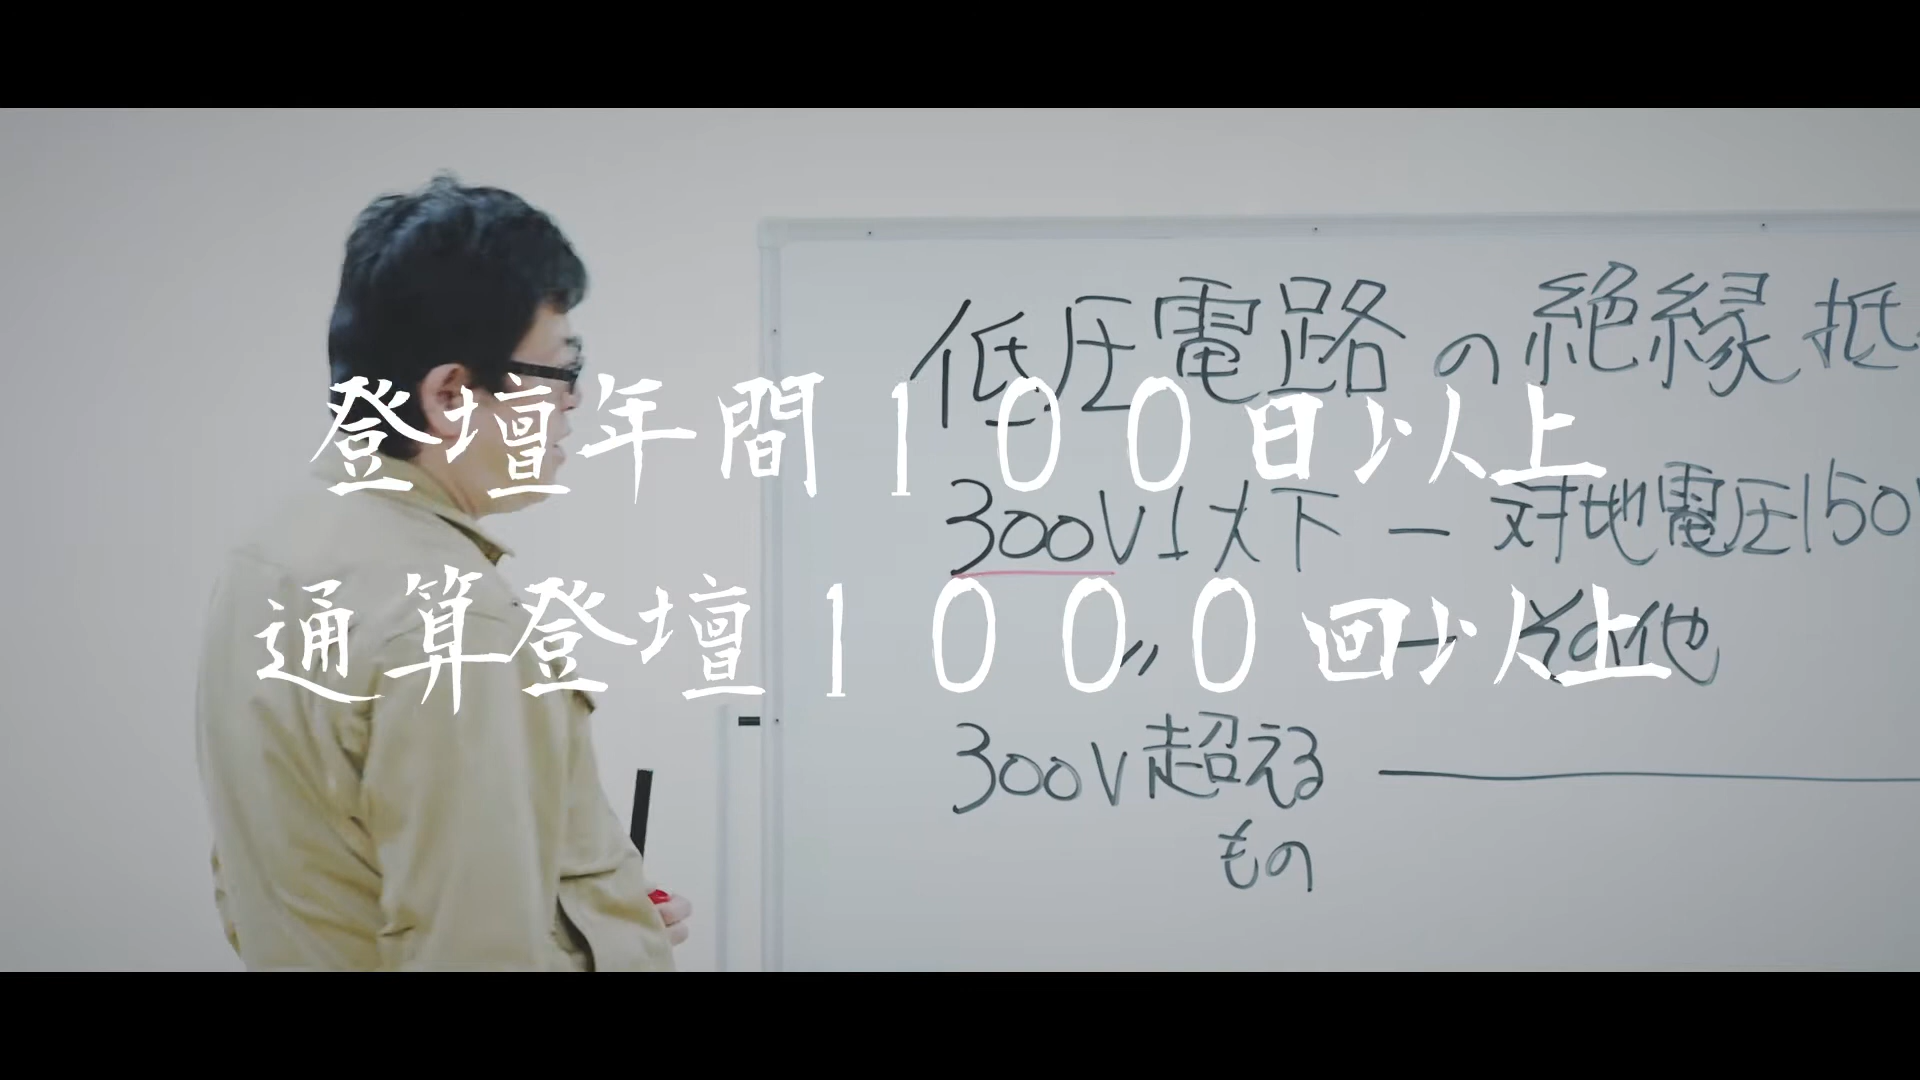 低圧電路の絶縁抵
登壇年間１００日以上
300V以下 ー 対地電圧150V
通算登壇１０００回以上
〃 ー その他
300V超える
もの